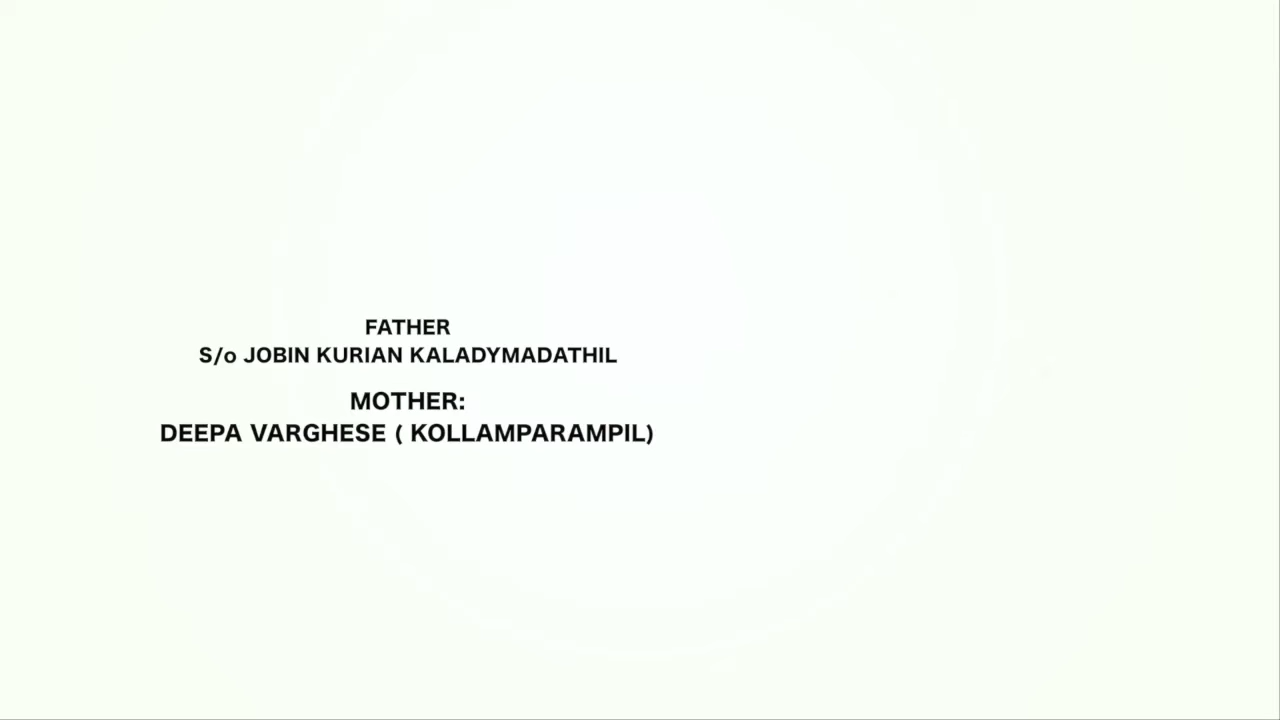 FATHER
S/o JOBIN KURIAN KALADYMADATHIL
MOTHER:
DEEPA VARGHESE ( KOLLAMPARAMPIL)